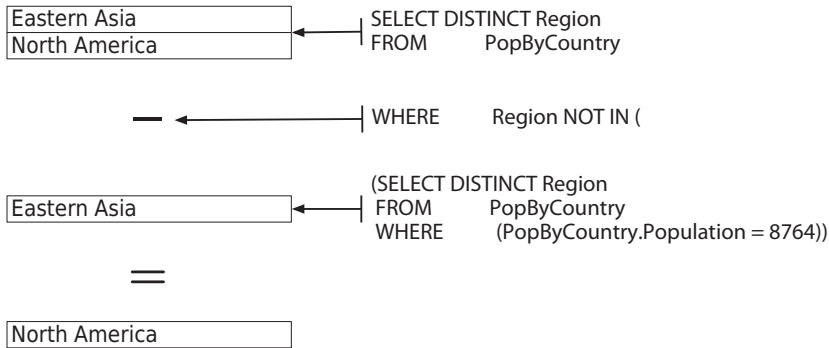 Eastern Asia
North America
SELECT DISTINCT Region
FROM PopByCountry
WHERE Region NOT IN (
Eastern Asia
(SELECT DISTINCT Region
FROM PopByCountry
WHERE (PopByCountry.Population = 8764))
North America